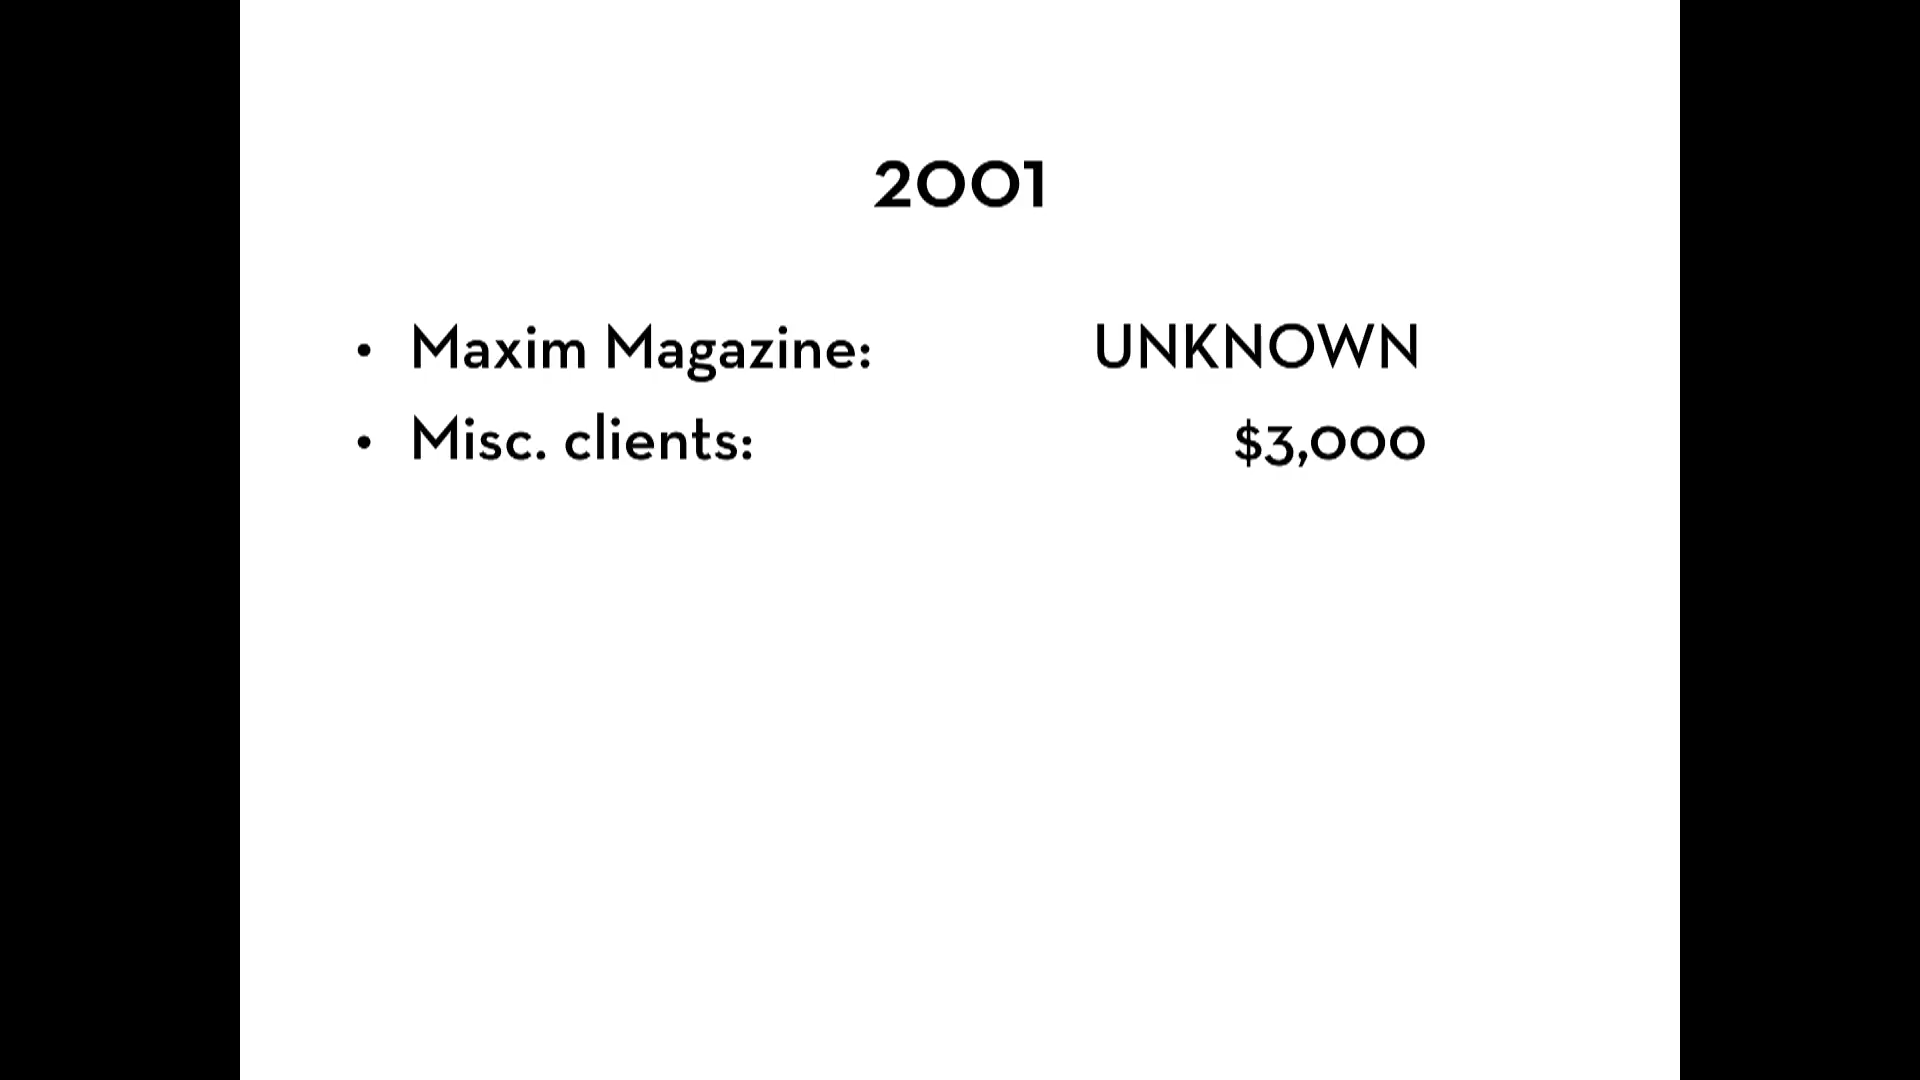 2001
• Maxim Magazine: UNKNOWN
• Misc. clients: $3,000